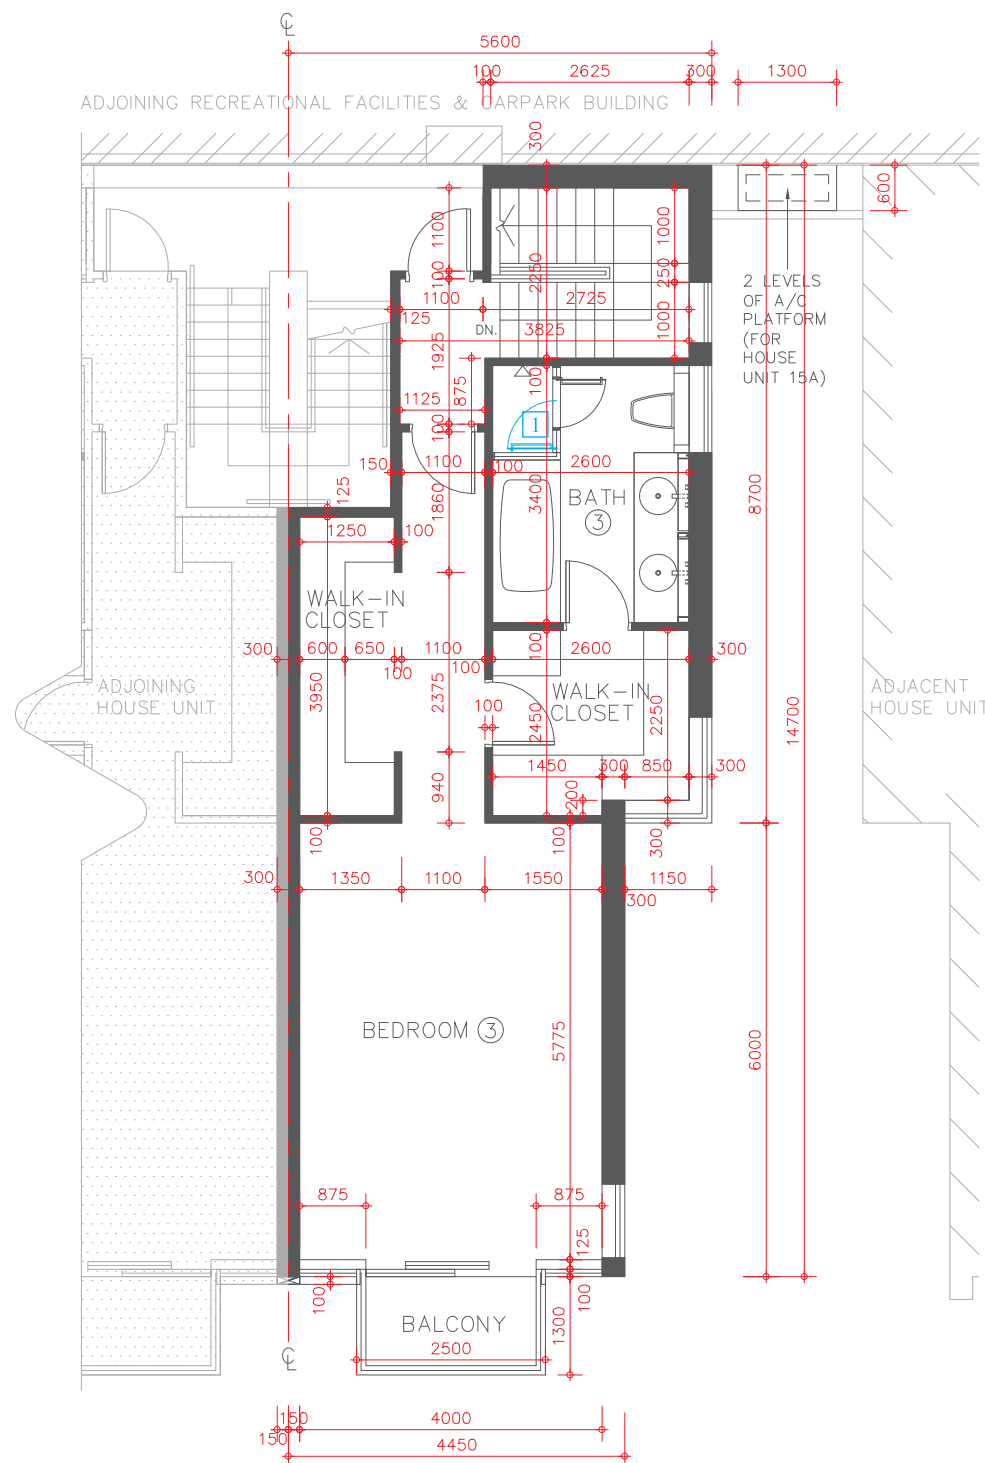 ℄
5600
100 2625 300 1300
ADJOINING RECREATIONAL FACILITIES & CARPARK BUILDING
300
600
1100
100
2250
1000
250
1000
1100 2725
125
DN. 3825
1925
875
2 LEVELS
OF A/C
PLATFORM
(FOR
HOUSE
UNIT 15A)
100
1125
100
1
150 1100 100 2600
125
1860
3400
BATH
3
8700
1250 100
WALK-IN
CLOSET
300 600 650 100 1100 100 100 2600 300
ADJOINING
HOUSE UNIT
3950
2375
100
WALK-IN
CLOSET
2450
2250
14700
ADJACENT
HOUSE UNIT
940
1450 300 850 300
200
100
100
300
300 1350 1100 1550 300 1150
BEDROOM 3
5775
6000
875 875
125
100
100
1300
BALCONY
2500
℄
150 150 4000
4450